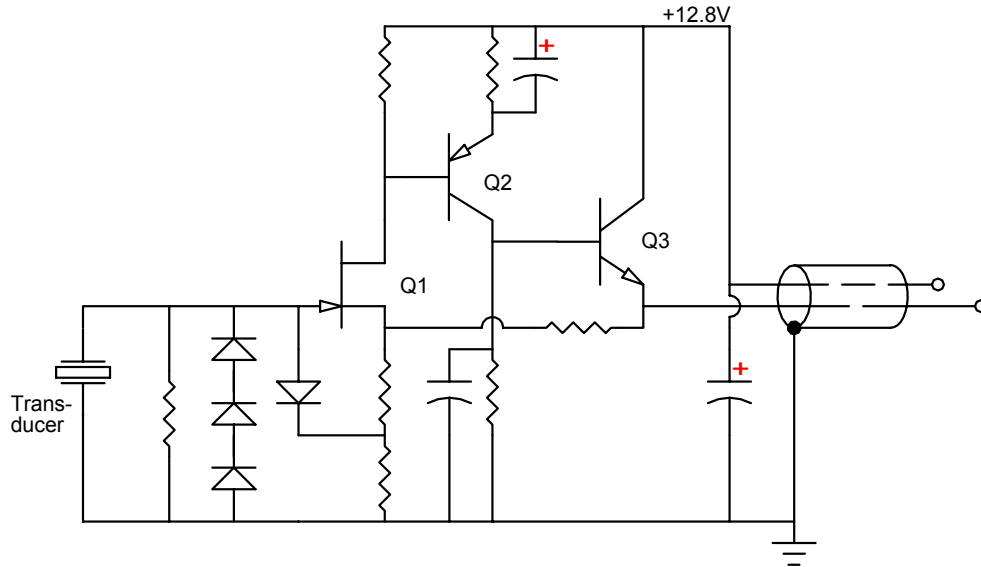 +12.8V
+
Q2
Q3
Q1
+
Trans-
ducer